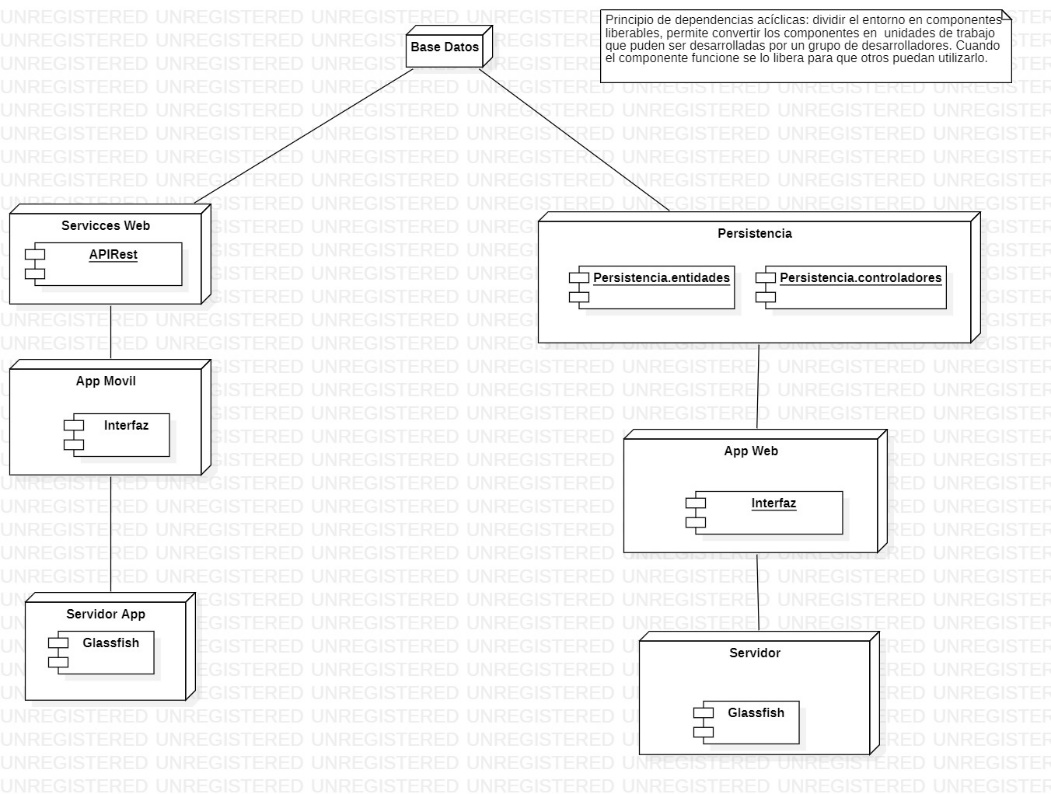 Base Datos
Principio de dependencias acíclicas: dividir el entorno en componentes
liberables, permite convertir los componentes en  unidades de trabajo
que puden ser desarrolladas por un grupo de desarrolladores. Cuando
el componente funcione se lo libera para que otros puedan utilizarlo.
Servicces Web
APIRest
Persistencia
Persistencia.entidades
Persistencia.controladores
App Movil
Interfaz
App Web
Interfaz
Servidor App
Glassfish
Servidor
Glassfish
UNREGISTERED